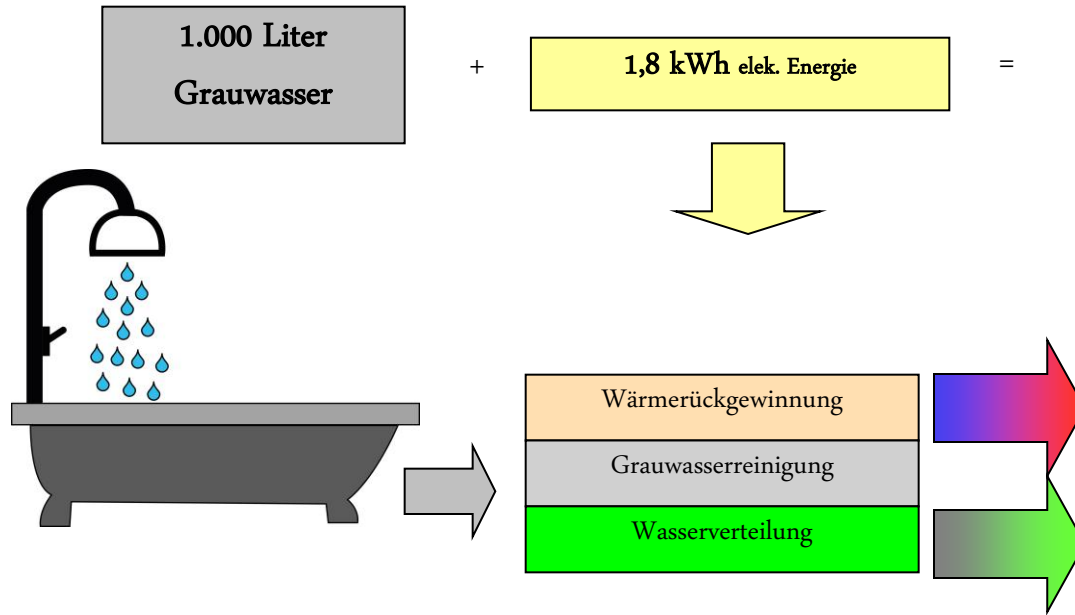 1.000 Liter
Grauwasser
+
1,8 kWh elek. Energie
=
Wärmerückgewinnung
Grauwasserreinigung
Wasserverteilung